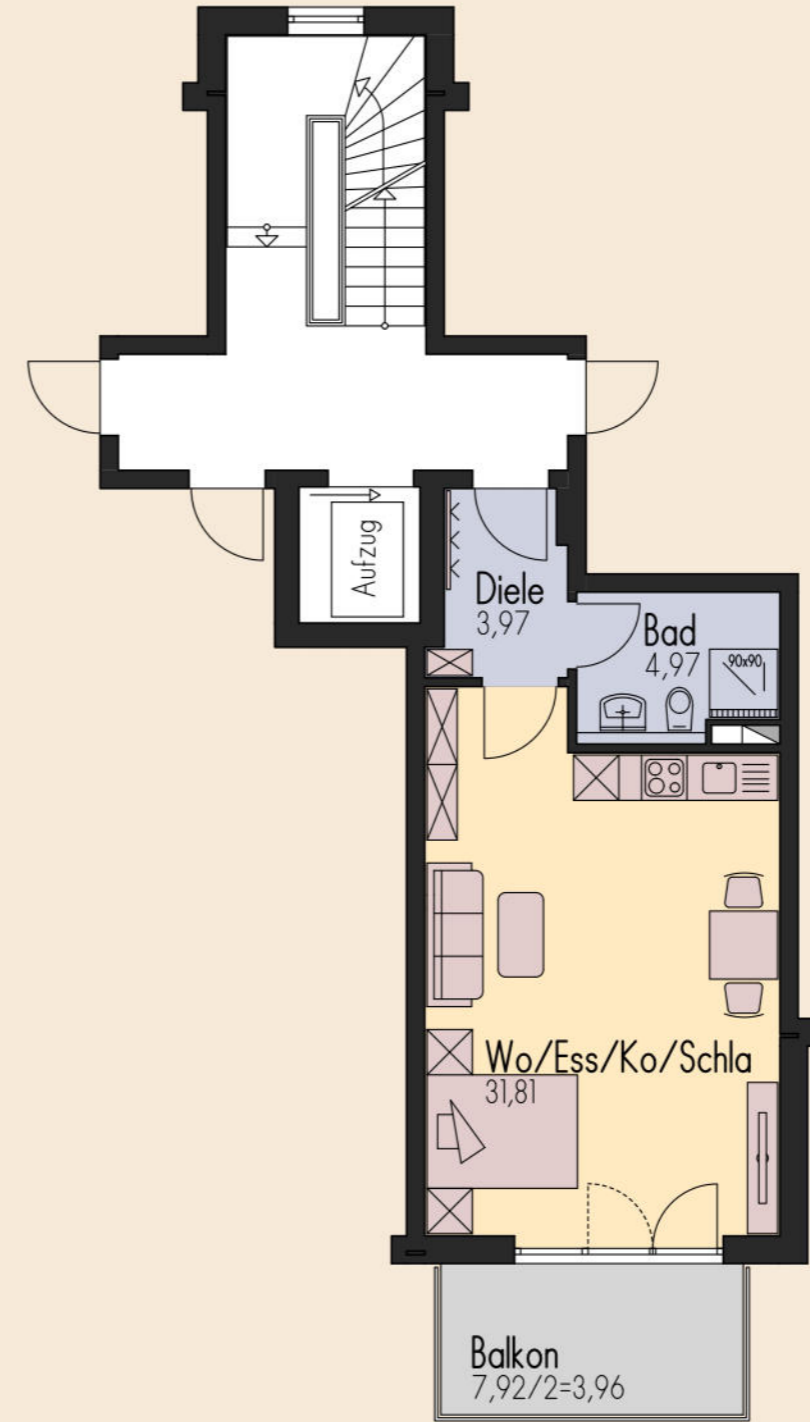 Aufzug
Diele
3,97
Bad
4,97
90x90
Wo/Ess/Ko/Schla
31,81
Balkon
7,92/2=3,96